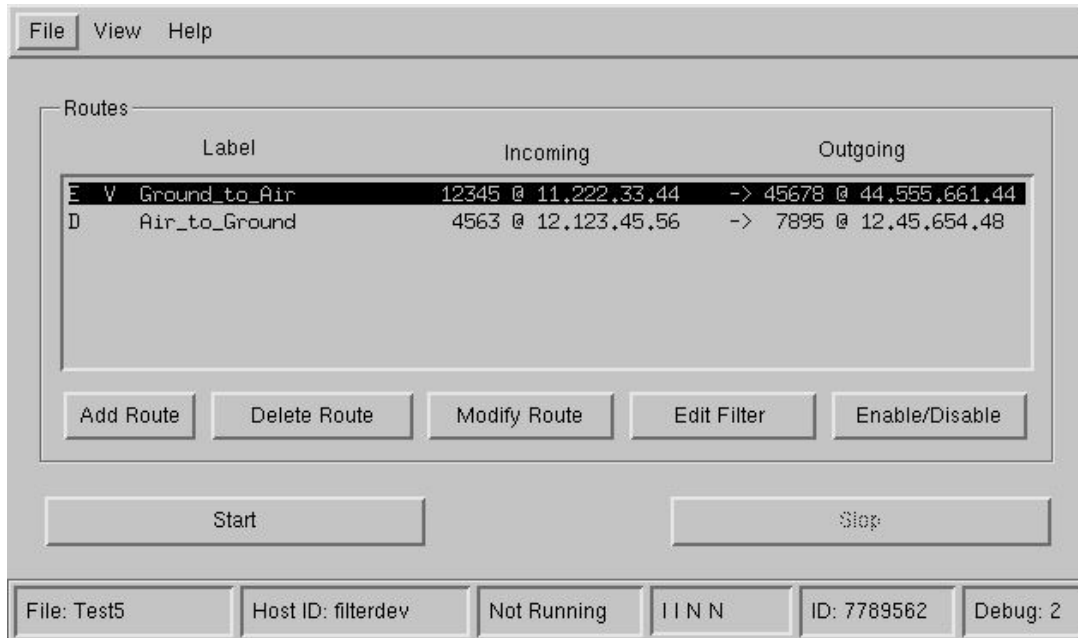 File View Help
Routes
Label Incoming Outgoing
E V Ground_to_Air 12345 @ 11.222.33.44 -> 45678 @ 44.555.661.44
D Air_to_Ground 4563 @ 12.123.45.56 -> 7895 @ 12.45.654.48
Add Route Delete Route Modify Route Edit Filter Enable/Disable
Start Stop
File: Test5 Host ID: filterdev Not Running I I N N ID: 7789562 Debug: 2